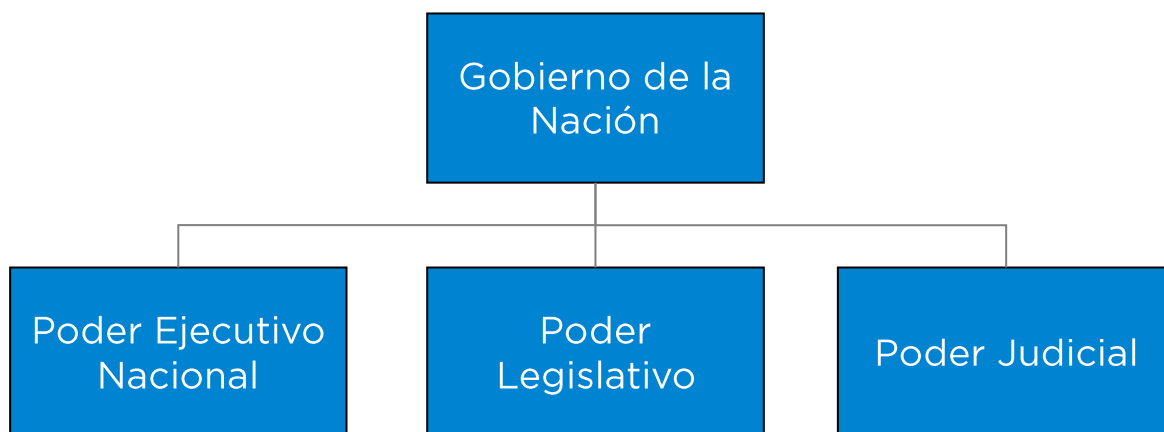 Gobierno de la
Nación
Poder Ejecutivo
Nacional
Poder
Legislativo
Poder Judicial